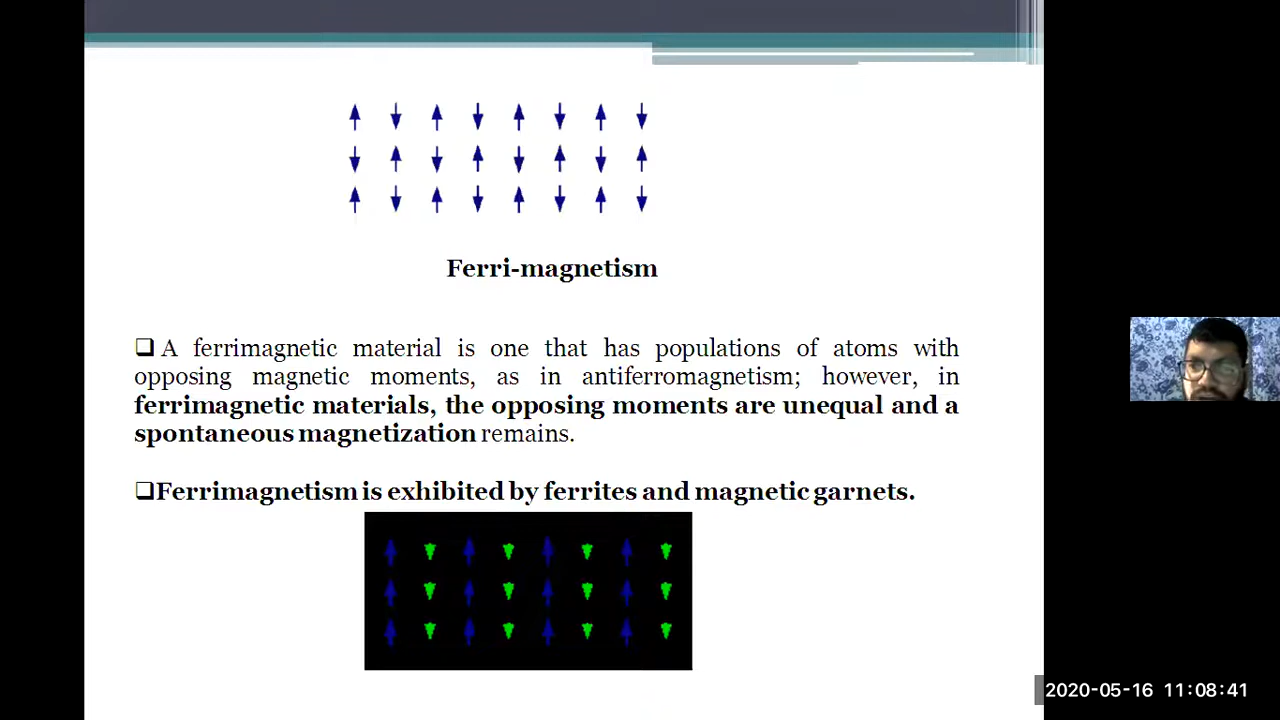 Ferri-magnetism
❑ A ferrimagnetic material is one that has populations of atoms with
opposing magnetic moments, as in antiferromagnetism; however, in
ferrimagnetic materials, the opposing moments are unequal and a
spontaneous magnetization remains.
❑Ferrimagnetism is exhibited by ferrites and magnetic garnets.
2020-05-16 11:08:41